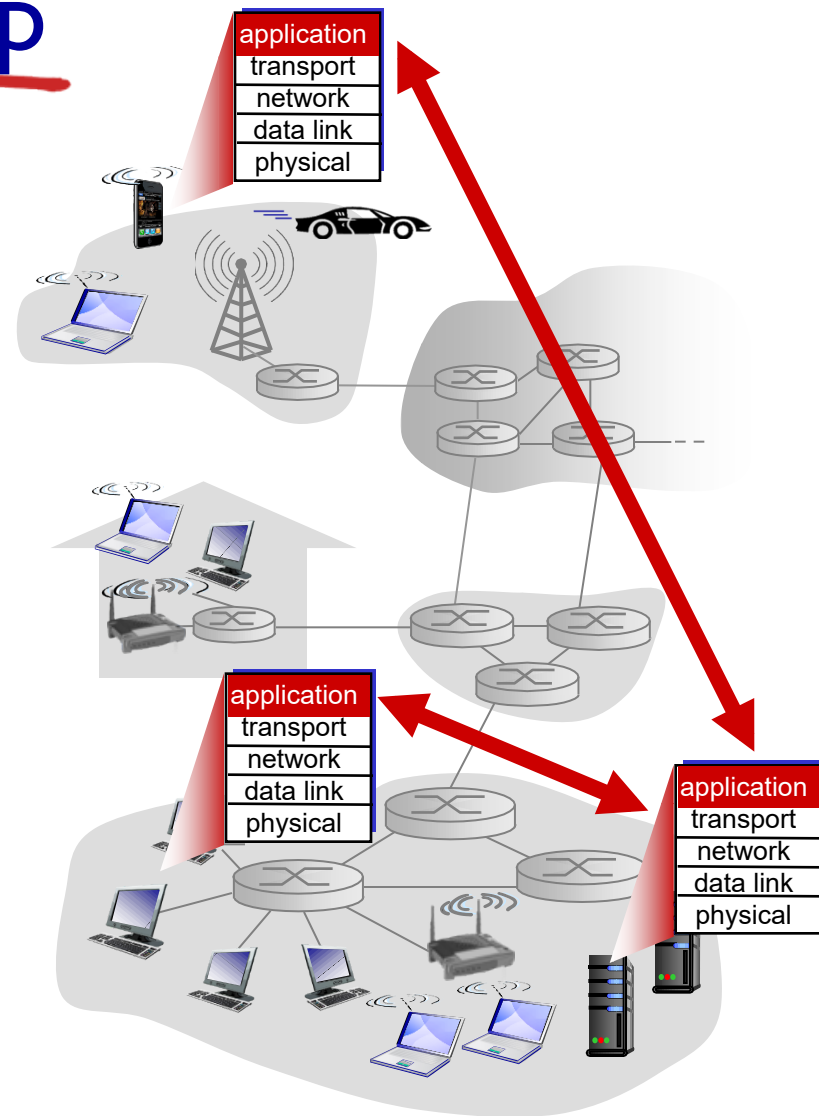 p
application
transport
network
data link
physical
application
transport
network
data link
physical
application
transport
network
data link
physical